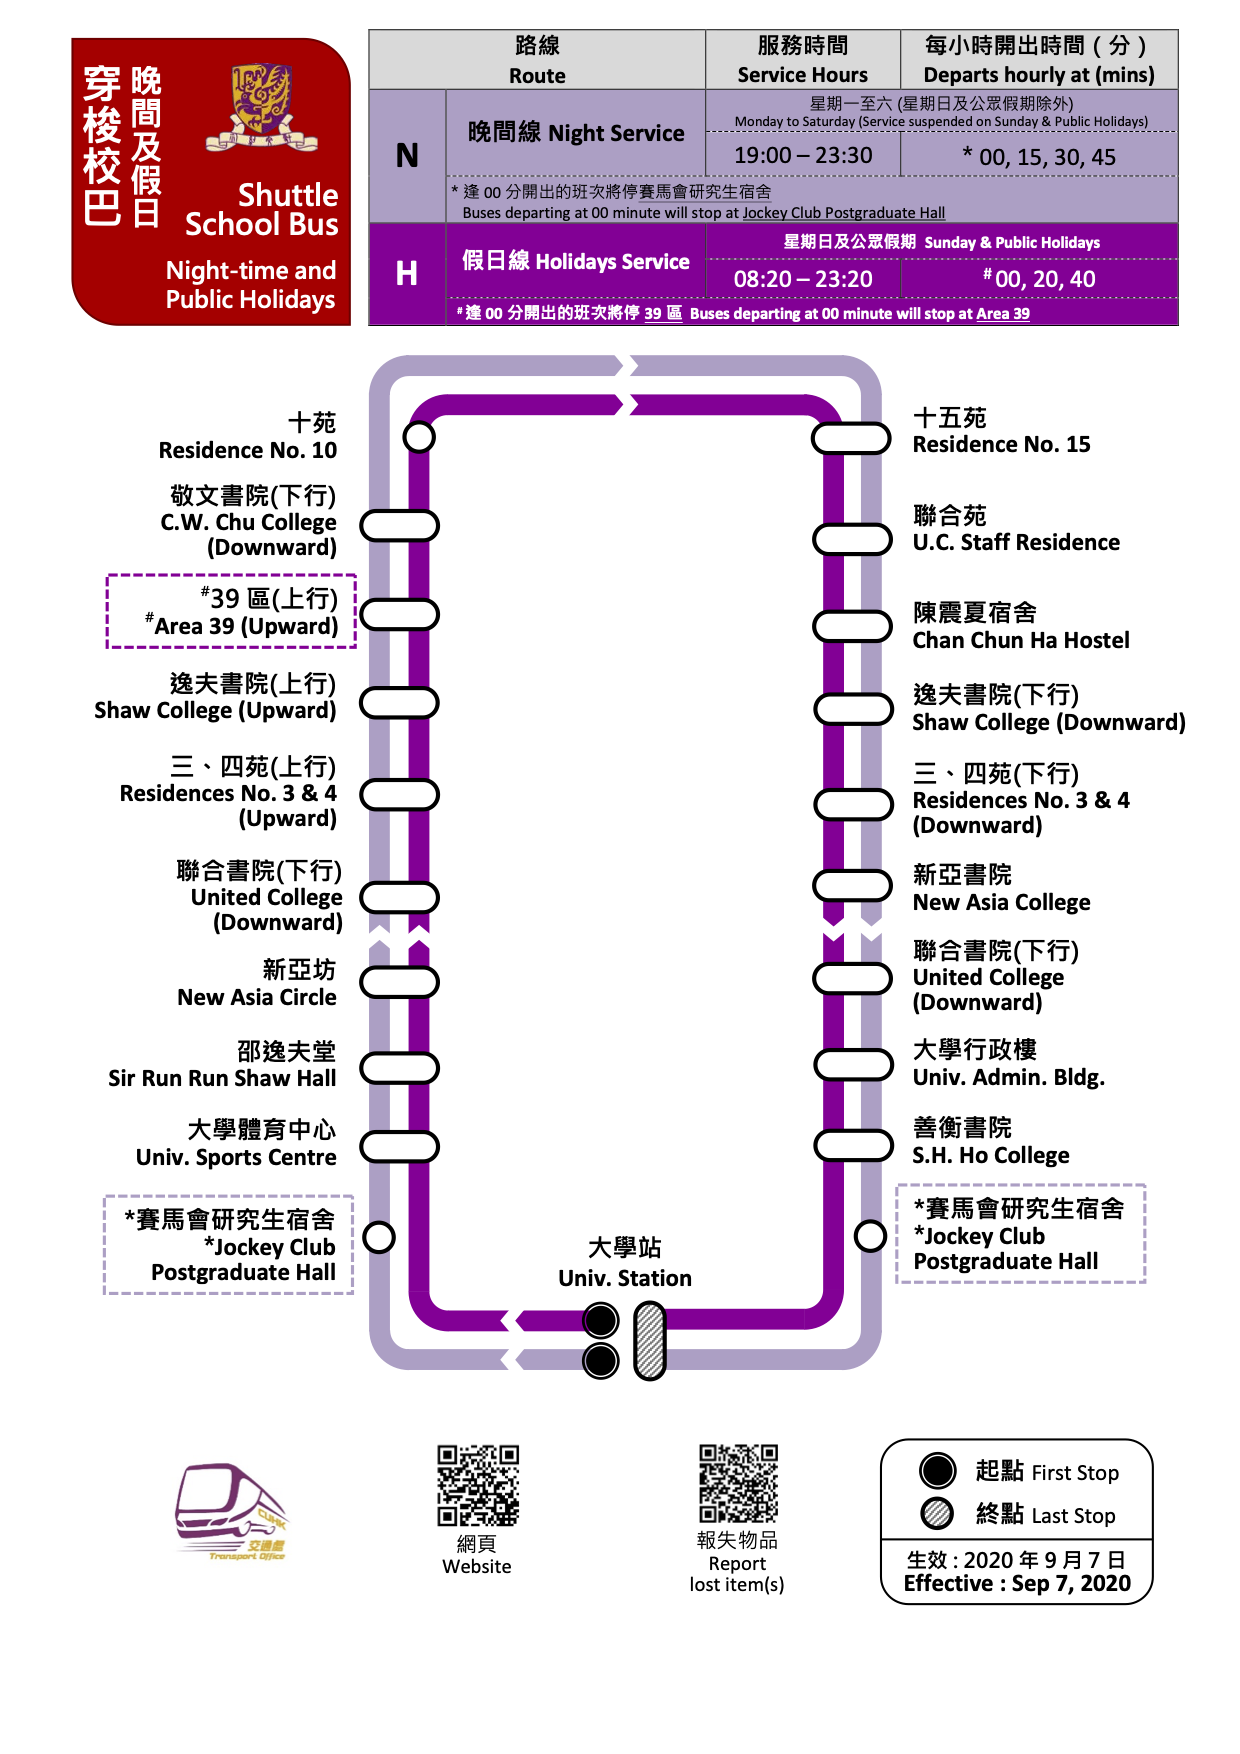 晚間及假日
穿梭校巴
Shuttle
School Bus
Night-time and
Public Holidays
路線
Route
服務時間
Service Hours
每小時開出時間 ( 分 )
Departs hourly at (mins)
N
晚間線 Night Service
星期一至六 (星期日及公眾假期除外)
Monday to Saturday (Service suspended on Sunday & Public Holidays)
19:00 – 23:30
* 00, 15, 30, 45
* 逢 00 分開出的班次將停賽馬會研究生宿舍
Buses departing at 00 minute will stop at Jockey Club Postgraduate Hall
H
假日線 Holidays Service
星期日及公眾假期 Sunday & Public Holidays
08:20 – 23:20
# 00, 20, 40
# 逢 00 分開出的班次將停 39 區 Buses departing at 00 minute will stop at Area 39
十苑
Residence No. 10
敬文書院(下行)
C.W. Chu College
(Downward)
#39 區(上行)
#Area 39 (Upward)
逸夫書院(上行)
Shaw College (Upward)
三、四苑(上行)
Residences No. 3 & 4
(Upward)
聯合書院(下行)
United College
(Downward)
新亞坊
New Asia Circle
邵逸夫堂
Sir Run Run Shaw Hall
大學體育中心
Univ. Sports Centre
*賽馬會研究生宿舍
*Jockey Club
Postgraduate Hall
大學站
Univ. Station
十五苑
Residence No. 15
聯合苑
U.C. Staff Residence
陳震夏宿舍
Chan Chun Ha Hostel
逸夫書院(下行)
Shaw College (Downward)
三、四苑(下行)
Residences No. 3 & 4
(Downward)
新亞書院
New Asia College
聯合書院(下行)
United College
(Downward)
大學行政樓
Univ. Admin. Bldg.
善衡書院
S.H. Ho College
*賽馬會研究生宿舍
*Jockey Club
Postgraduate Hall
CUHK
交通處
Transport Office
網頁
Website
報失物品
Report
lost item(s)
起點 First Stop
終點 Last Stop
生效 : 2020 年 9 月 7 日
Effective : Sep 7, 2020